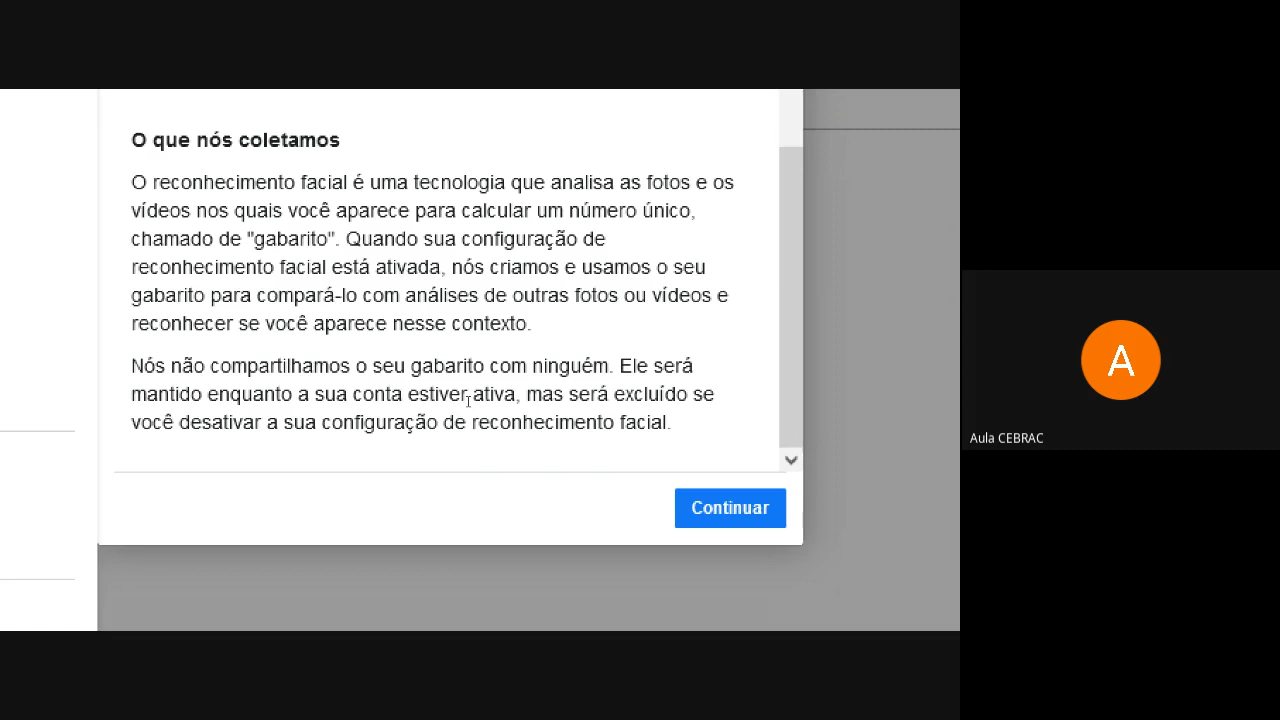 O que nós coletamos
O reconhecimento facial é uma tecnologia que analisa as fotos e os
vídeos nos quais você aparece para calcular um número único,
chamado de "gabarito". Quando sua configuração de
reconhecimento facial está ativada, nós criamos e usamos o seu
gabarito para compará-lo com análises de outras fotos ou vídeos e
reconhecer se você aparece nesse contexto.
Nós não compartilhamos o seu gabarito com ninguém. Ele será
mantido enquanto a sua conta estiver ativa, mas será excluído se
você desativar a sua configuração de reconhecimento facial.
Continuar
A
Aula CEBRAC